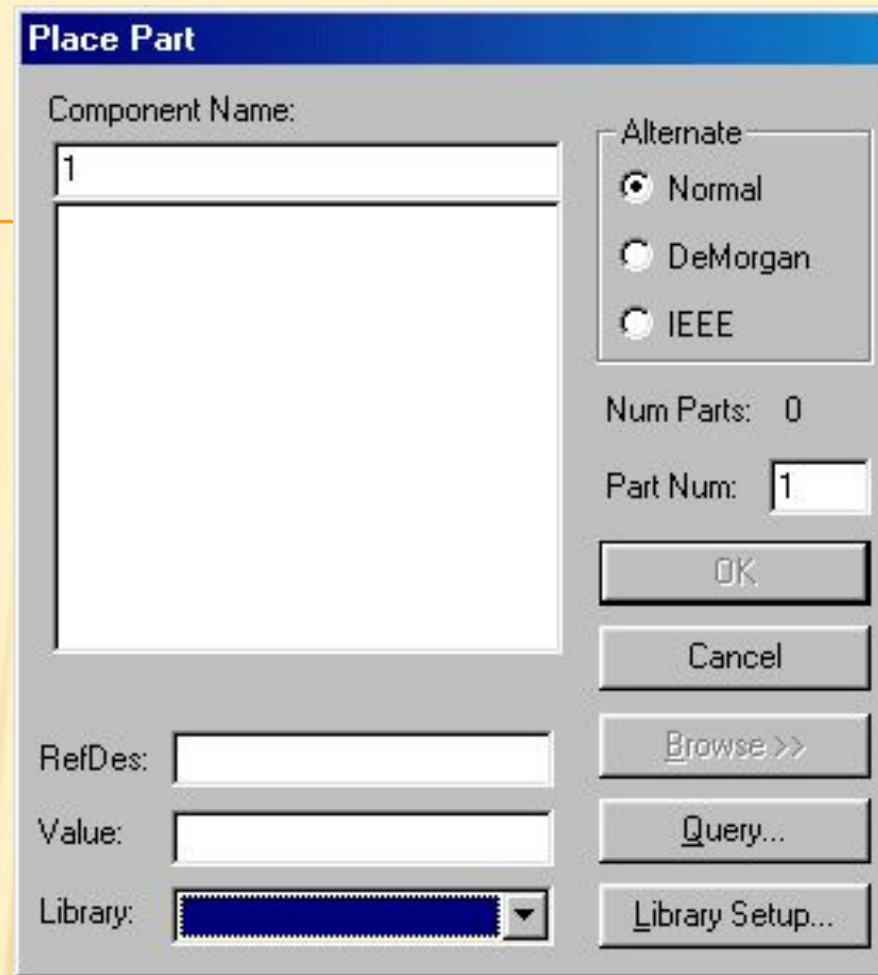 Place Part
Component Name:
1
Alternate
Normal
DeMorgan
IEEE
Num Parts: 0
Part Num: 1
OK
Cancel
Browse >>
Query...
Library Setup...
RefDes:
Value:
Library: